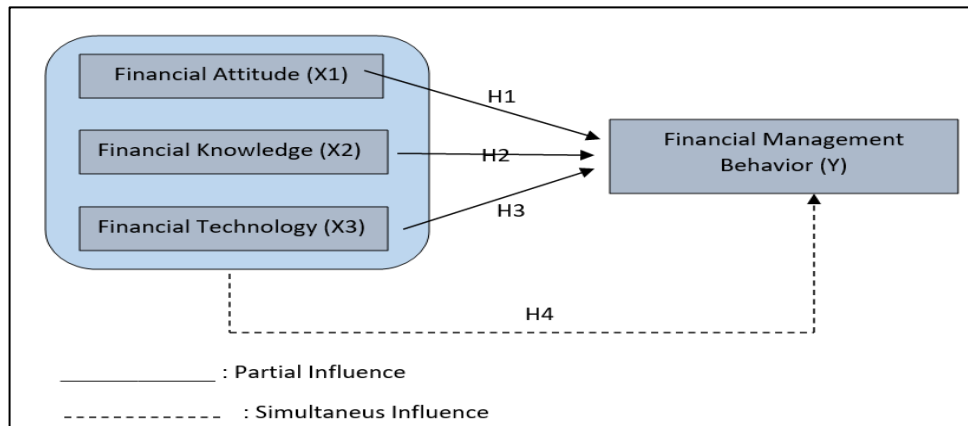 Financial Attitude (X1)
H1
Financial Knowledge (X2)
H2
Financial Management
Behavior (Y)
Financial Technology (X3)
H3
H4
: Partial Influence
: Simultaneus Influence